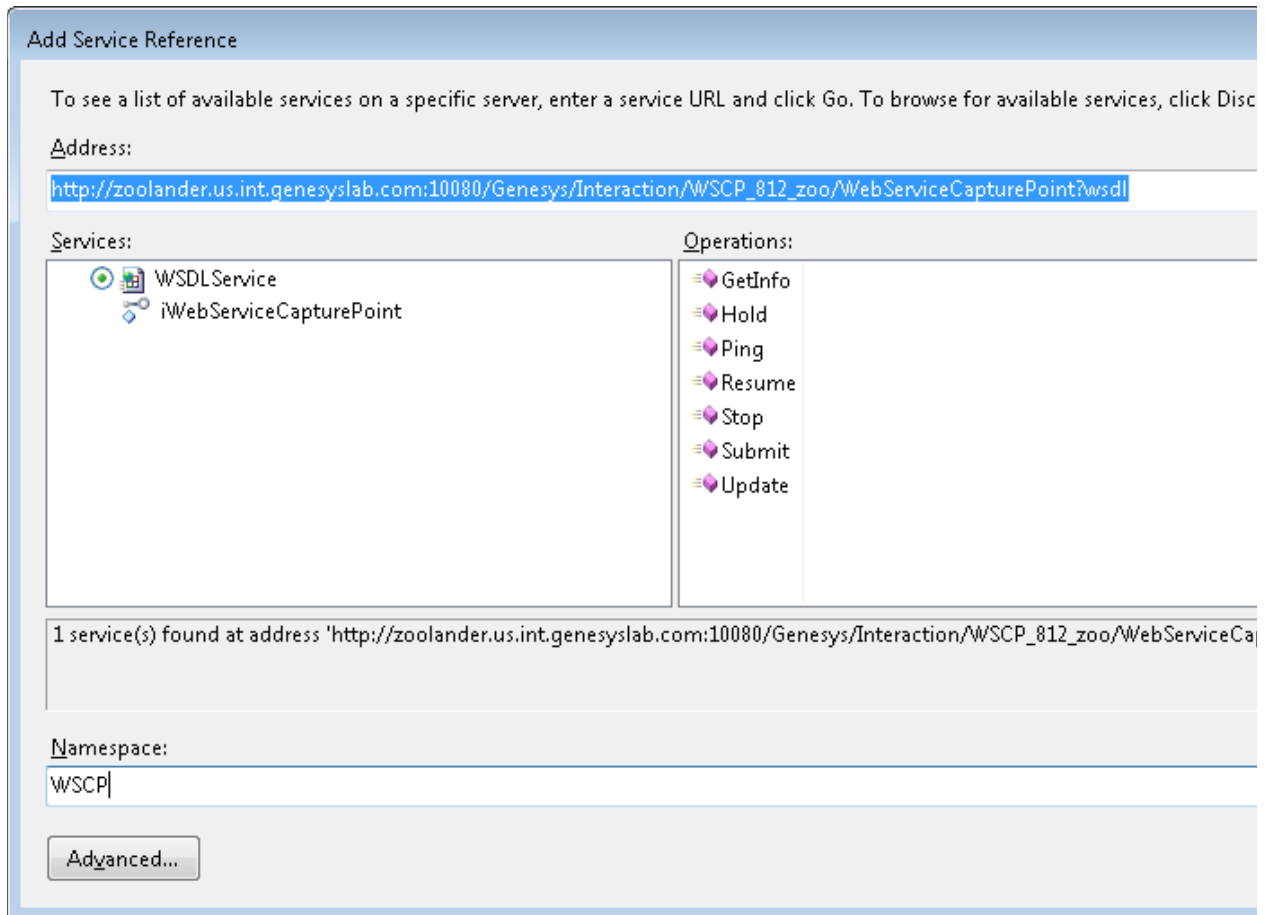 Add Service Reference
To see a list of available services on a specific server, enter a service URL and click Go. To browse for available services, click Disc
Address:
http://zoolander.us.int.genesyslab.com:10080/Genesys/Interaction/WSCP_812_zoo/WebServiceCapturePoint?wsdl
Services:
Operations:
WSDLService
iWebServiceCapturePoint
GetInfo
Hold
Ping
Resume
Stop
Submit
Update
1 service(s) found at address 'http://zoolander.us.int.genesyslab.com:10080/Genesys/Interaction/WSCP_812_zoo/WebServiceCa
Namespace:
WSCP
Advanced...